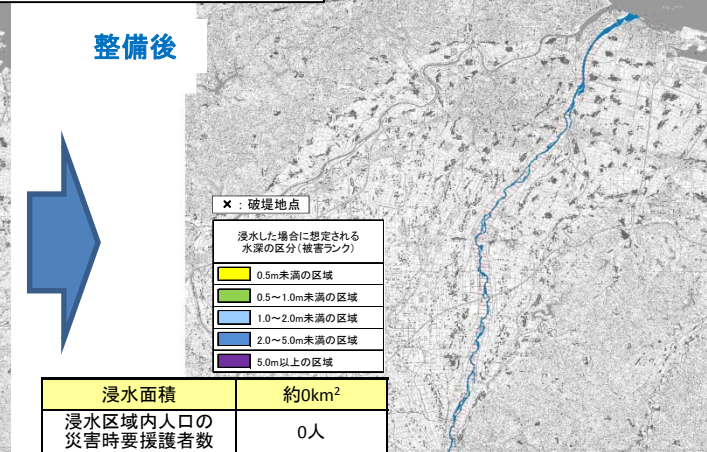 整備後
×：破堤地点
浸水した場合に想定される
水深の区分(被害ランク)
0.5m未満の区域
0.5～1.0m未満の区域
1.0～2.0m未満の区域
2.0～5.0m未満の区域
5.0m以上の区域
浸水面積 約0km²
浸水区域内人口の
災害時要援護者数 0人